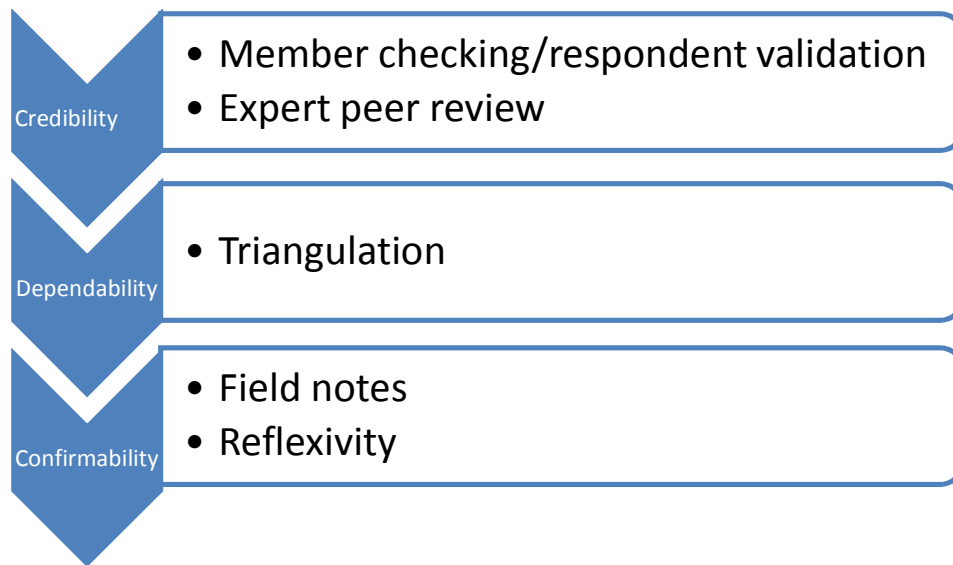 Credibility
• Member checking/respondent validation
• Expert peer review
Dependability
• Triangulation
Confirmability
• Field notes
• Reflexivity